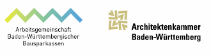 Arbeitsgemeinschaft
Baden-Württembergischer
Bausparkassen
Architektenkammer
Baden-Württemberg